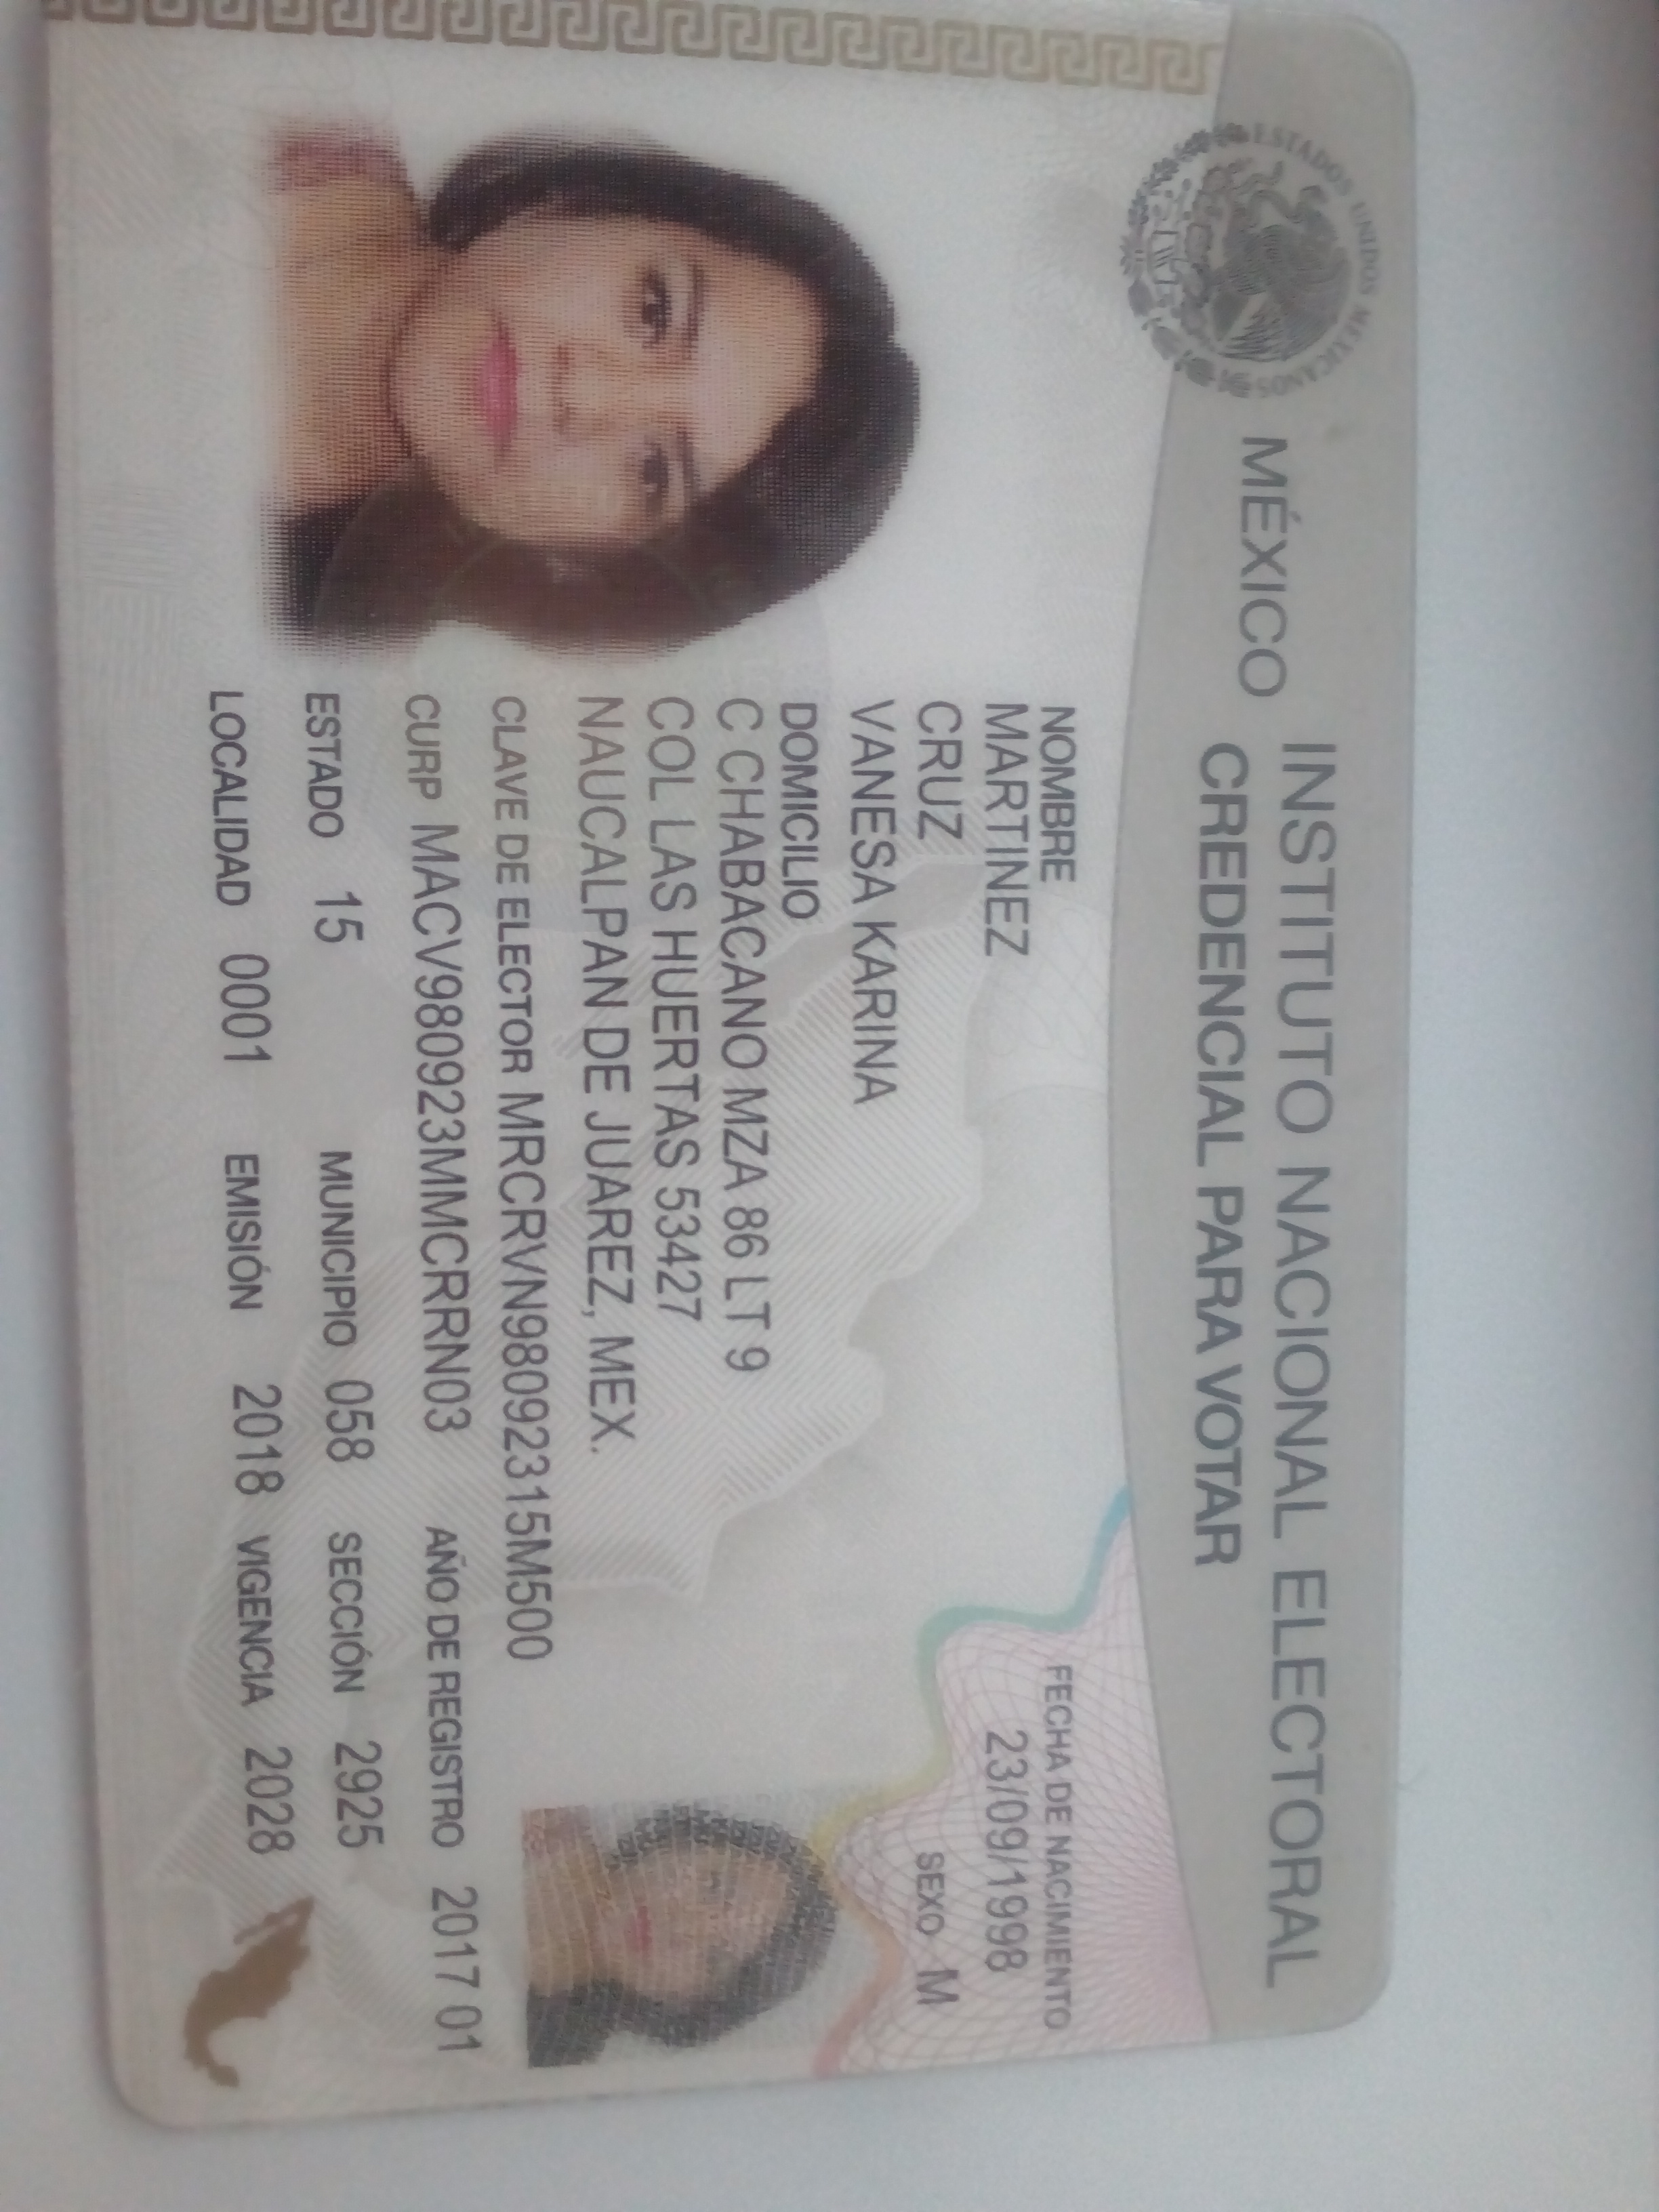 ESTADOS UNIDOS MEXICANOS
MÉXICO INSTITUTO NACIONAL ELECTORAL
CREDENCIAL PARA VOTAR
NOMBRE
MARTINEZ
CRUZ
VANESA KARINA
FECHA DE NACIMIENTO
23/09/1998
SEXO M
DOMICILIO
C CHABACANO MZA 86 LT 9
COL LAS HUERTAS 53427
NAUCALPAN DE JUAREZ, MEX.
CLAVE DE ELECTOR MRCRVN98092315M500
CURP MACV980923MMCRRN03 AÑO DE REGISTRO 2017 01
ESTADO 15 MUNICIPIO 058 SECCIÓN 2925
LOCALIDAD 0001 EMISIÓN 2018 VIGENCIA 2028